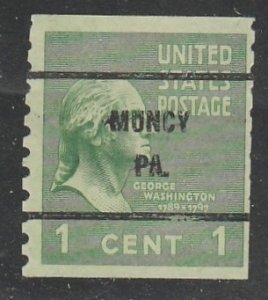 UNITED
STATES
POSTAGE
MUNCY
PA.
GEORGE
WASHINGTON
1789 • 1797
1 CENT 1